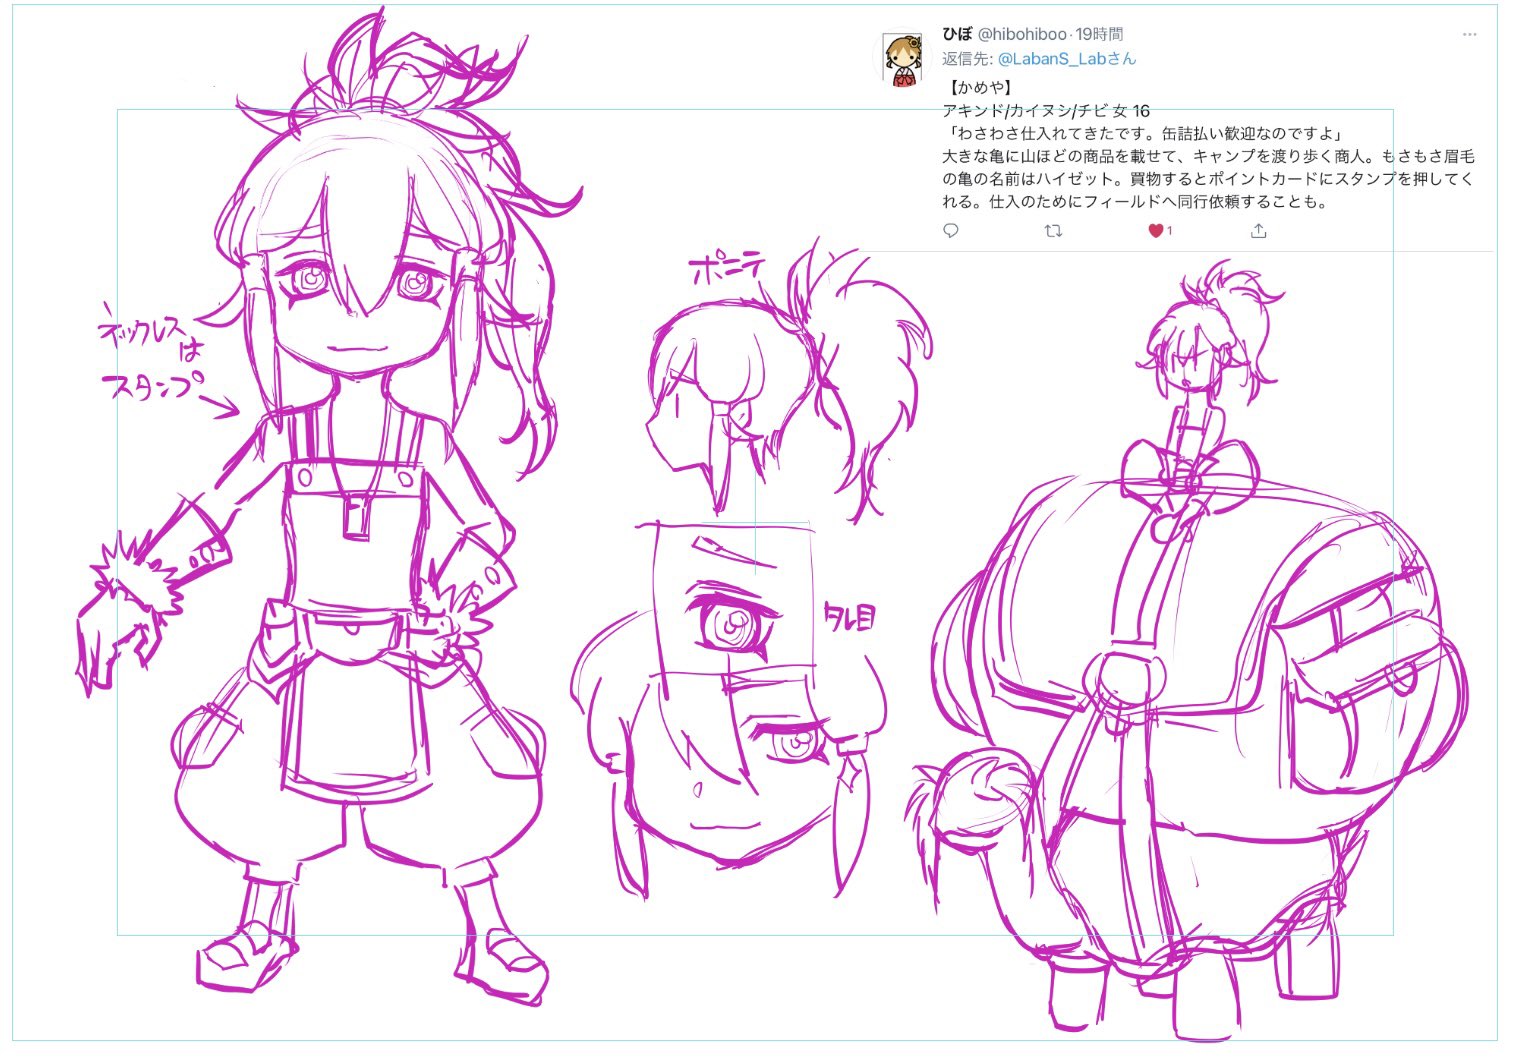 ひぼ @hibohiboo·19時間
返信先: @LabanS_Labさん
【かめや】
アキンド/カイヌシ/チビ 女 16
「わさわさ仕入れてきたです。缶詰払い歓迎なのですよ」
大きな亀に山ほどの商品を載せて、キャンプを渡り歩く商人。もさもさ眉毛
の亀の名前はハイゼット。買物するとポイントカードにスタンプを押してく
れる。仕入のためにフィールドへ同行依頼することも。
1
ポニテ
ネックレス
は
スタンプ
タレ目